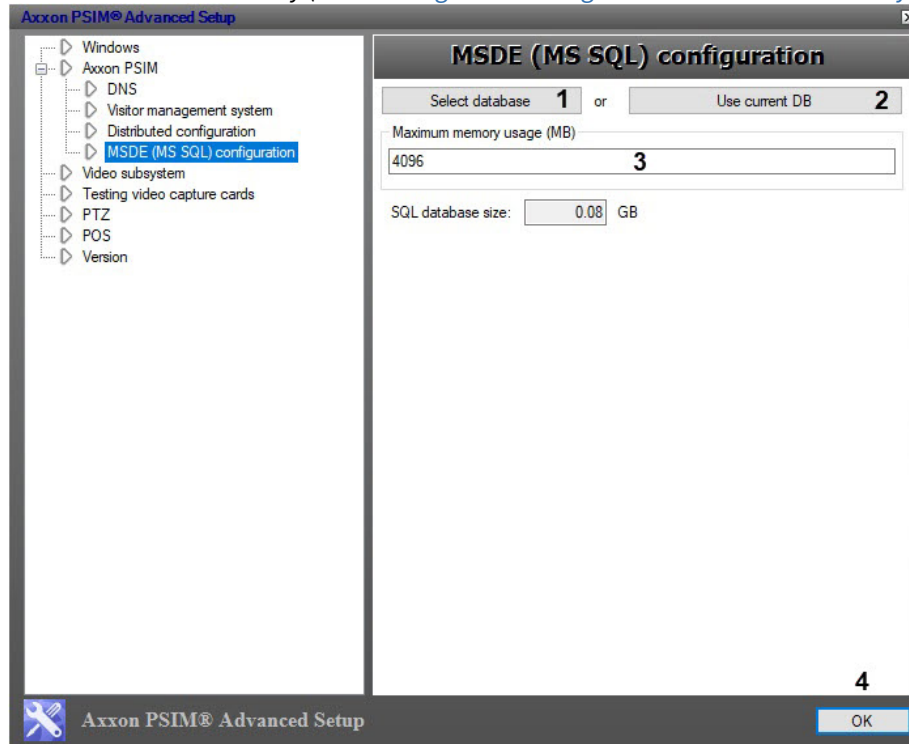 Axxon PSIM® Advanced Setup
Windows
Axxon PSIM
DNS
Visitor management system
Distributed configuration
MSDE (MS SQL) configuration
Video subsystem
Testing video capture cards
PTZ
POS
Version
MSDE (MS SQL) configuration
Select database 1 or Use current DB 2
Maximum memory usage (MB)
4096 3
SQL database size: 0.08 GB
4
Axxon PSIM® Advanced Setup
OK